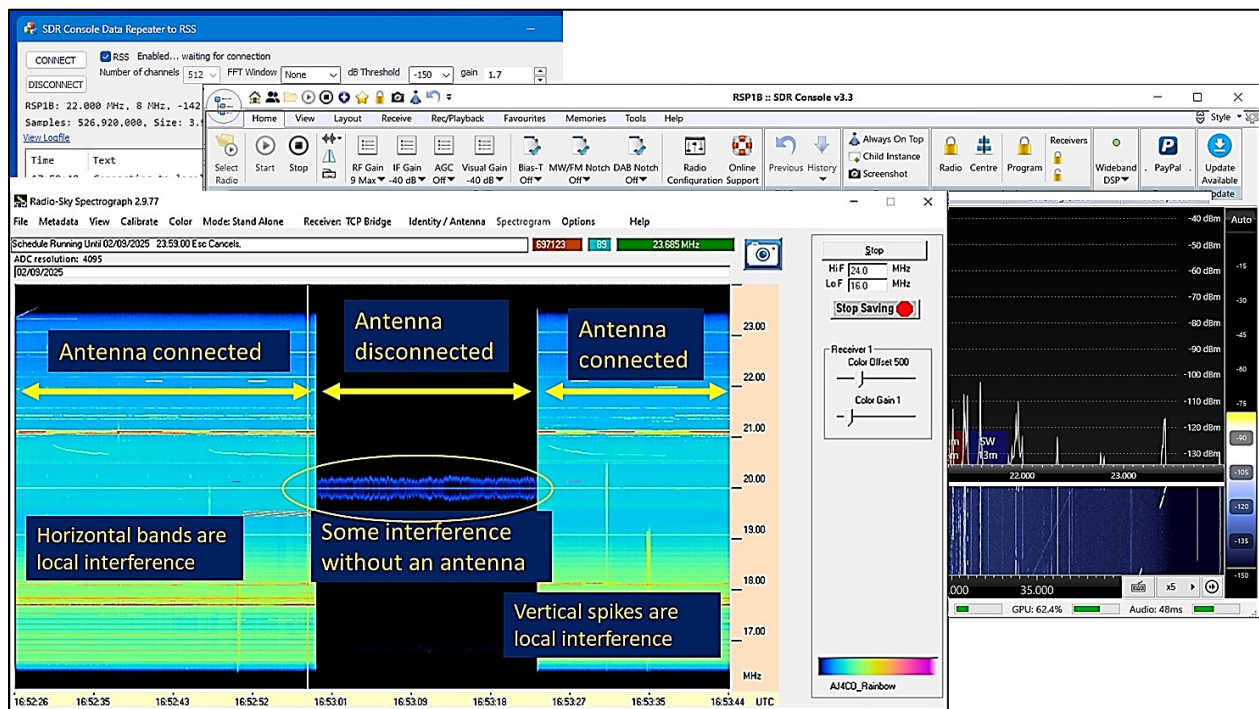 SDR Console Data Repeater to RSS
CONNECT
RSS Enabled... waiting for connection
Number of channels 512 FFT Window None dB Threshold -150 gain 1.7
DISCONNECT
RSP1B: 22.000 MHz, 8 MHz, -142
Samples: 526,920,000, Size: 3.9
View Logfile
Time Text
RSP1B :: SDR Console v3.3
Home View Layout Receive Rec/Playback Favourites Memories Tools Help
Style
Select Radio
Start
Stop
RF Gain 9 Max
IF Gain -40 dB
AGC Off
Visual Gain -40 dB
Bias-T Off
MW/FM Notch Off
DAB Notch Off
Radio Configuration
Online Support
Previous
History
Always On Top
Child Instance
Screenshot
Radio
Centre
Program
Receivers
Wideband DSP
PayPal
Update Available
Update
Radio-Sky Spectrograph 2.9.77
File Metadata View Calibrate Color Mode: Stand Alone Receiver: TCP Bridge Identity / Antenna Spectrogram Options Help
Schedule Running Until 02/09/2025 23:59:00 Esc Cancels.
697123
89
23.685 MHz
ADC resolution: 4095
02/09/2025
Stop
Hi F 24.0 MHz
Lo F 16.0 MHz
Stop Saving
Receiver 1
Color Offset 500
Color Gain 1
AJ4CO_Rainbow
Antenna connected
Antenna
disconnected
Antenna
connected
Horizontal bands are
local interference
Some interference
without an antenna
Vertical spikes are
local interference
23.00
22.00
21.00
20.00
19.00
18.00
17.00
MHz
16:52:26 16:52:35 16:52:43 16:52:52 16:53:01 16:53:09 16:53:18 16:53:27 16:53:35 16:53:44 UTC
-40 dBm
-50 dBm
-60 dBm
-70 dBm
-80 dBm
-90 dBm
-100 dBm
-110 dBm
-120 dBm
-130 dBm
SW
13m
22.000 23.000
Auto
-15
-30
-45
-60
-75
-90
-105
-120
-135
-150
35.000
x5
GPU: 62.4%
Audio: 48ms